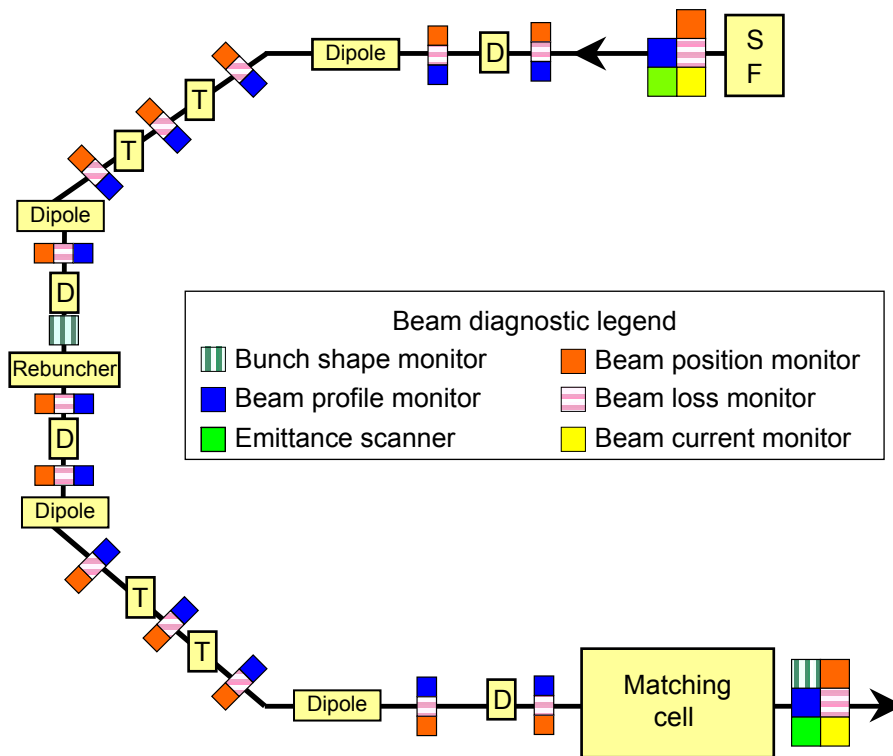 S
F
Dipole
D
T
T
Dipole
D
Rebuncher
D
Dipole
T
T
Dipole
D
Matching
cell
Beam diagnostic legend
Bunch shape monitor
Beam position monitor
Beam profile monitor
Beam loss monitor
Emittance scanner
Beam current monitor